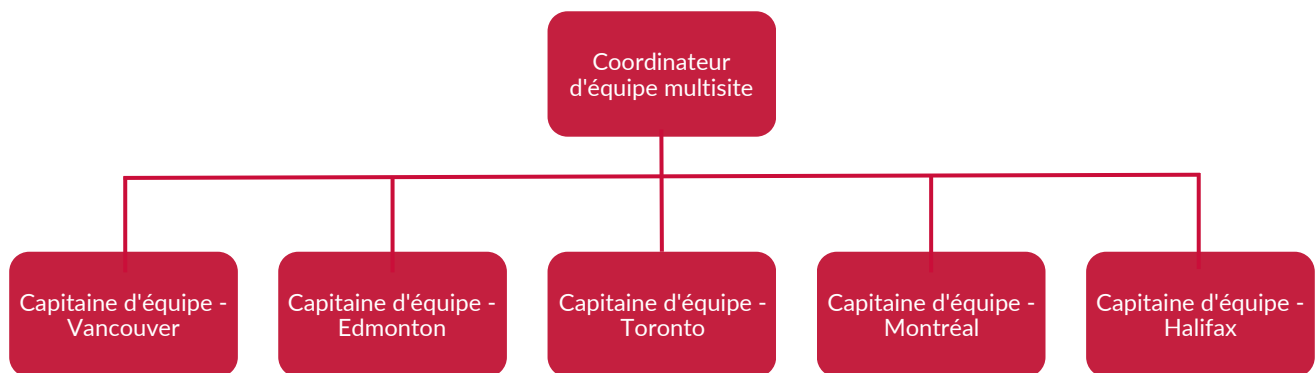 Coordinateur
d'équipe multisite
Capitaine d'équipe -
Vancouver
Capitaine d'équipe -
Edmonton
Capitaine d'équipe -
Toronto
Capitaine d'équipe -
Montréal
Capitaine d'équipe -
Halifax